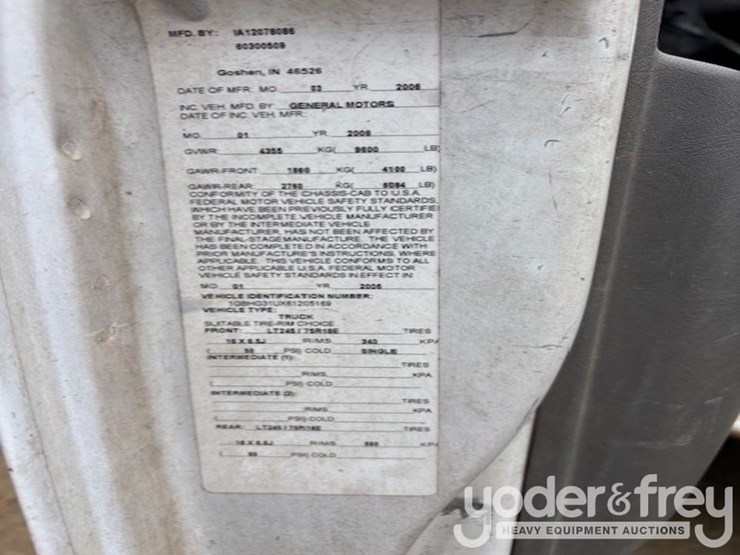 MFD. BY: IA12078086
60300509
Goshen, IN 46526
DATE OF MFR: MO. 03 YR 2006
INC. VEH. MFD. BY GENERAL MOTORS
DATE OF INC. VEH. MFR.
MO. 01 YR. 2006
GVWR: 4355 KG( 9600 LB)
GAWR-FRONT 1860 KG( 4100 LB)
GAWR-REAR: 2760 KG( 6084 LB)
CONFORMITY OF THE CHASSIS-CAB TO U.S.A.
FEDERAL MOTOR VEHICLE SAFETY STANDARDS,
WHICH HAVE BEEN PREVIOUSLY FULLY CERTIFIE
BY THE INCOMPLETE VEHICLE MANUFACTURER
OR BY THE INTERMEDIATE VEHICLE
MANUFACTURER, HAS NOT BEEN AFFECTED BY
THE FINAL-STAGE MANUFACTURE. THE VEHICLE
HAS BEEN COMPLETED IN ACCORDANCE WITH
PRIOR MANUFACTURE'S INSTRUCTIONS, WHERE
APPLICABLE. THIS VEHICLE CONFORMS TO ALL
OTHER APPLICABLE U.S.A. FEDERAL MOTOR
VEHICLE SAFETY STANDARDS IN EFFECT IN:
MO. 01 YR 2006
VEHICLE IDENTIFICATION NUMBER:
1GBHG31UX61205169
VEHICLE TYPE:
TRUCK
SUITABLE TIRE-RIM CHOICE
FRONT: LT245 / 75R16E TIRES
16 X 6.5J RIMS 340 KPA
( 50 PSI) COLD SINGLE
INTERMEDIATE (1):
TIRES
RIMS KPA
( PSI) COLD
INTERMEDIATE (2):
TIRES
RIMS KPA
( PSI) COLD
REAR: LT245 / 75R16E TIRES
16 X 6.5J RIMS KPA
( PSI) COLD
yoder&frey
HEAVY EQUIPMENT AUCTIONS